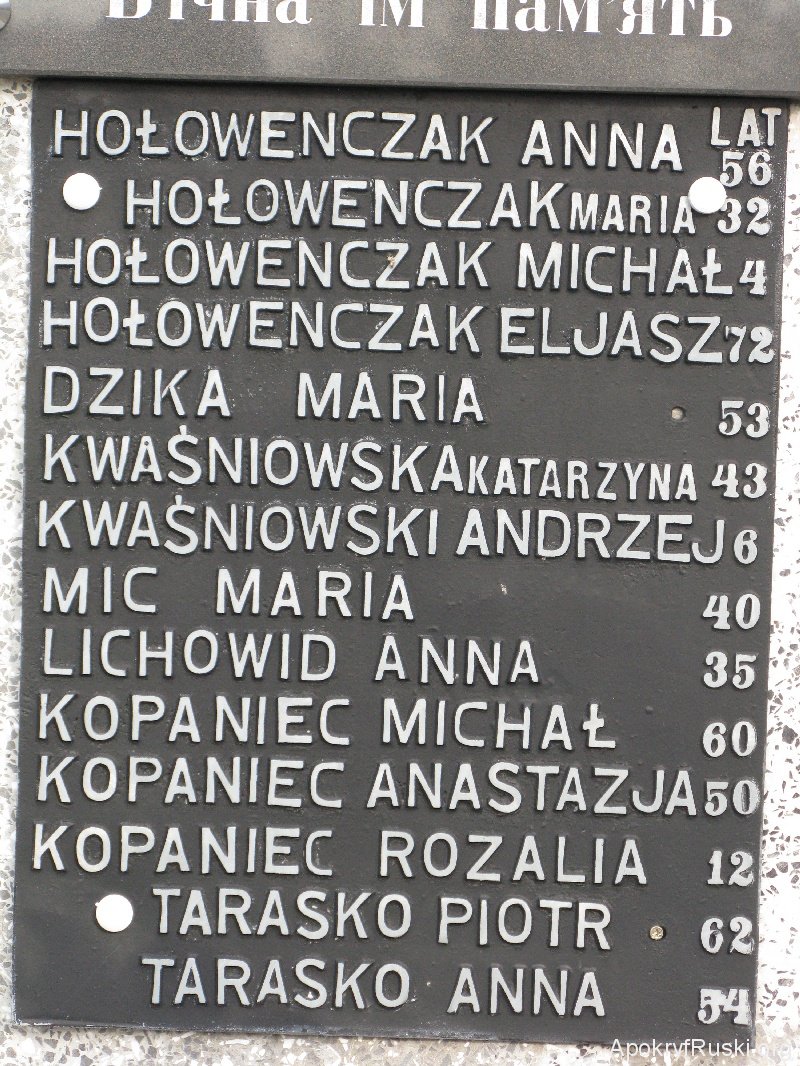 Вічна їм пам'ять
HOŁOWENCZAK ANNA LAT 56
HOŁOWENCZAK MARIA 32
HOŁOWENCZAK MICHAŁ 4
HOŁOWENCZAK ELJASZ 72
DZIKA MARIA 53
KWAŚNIOWSKA KATARZYNA 43
KWAŚNIOWSKI ANDRZEJ 6
MIC MARIA 40
LICHOWID ANNA 35
KOPANIEC MICHAŁ 60
KOPANIEC ANASTAZJA 50
KOPANIEC ROZALIA 12
TARASKO PIOTR 62
TARASKO ANNA 54
ApokryfRuski.org